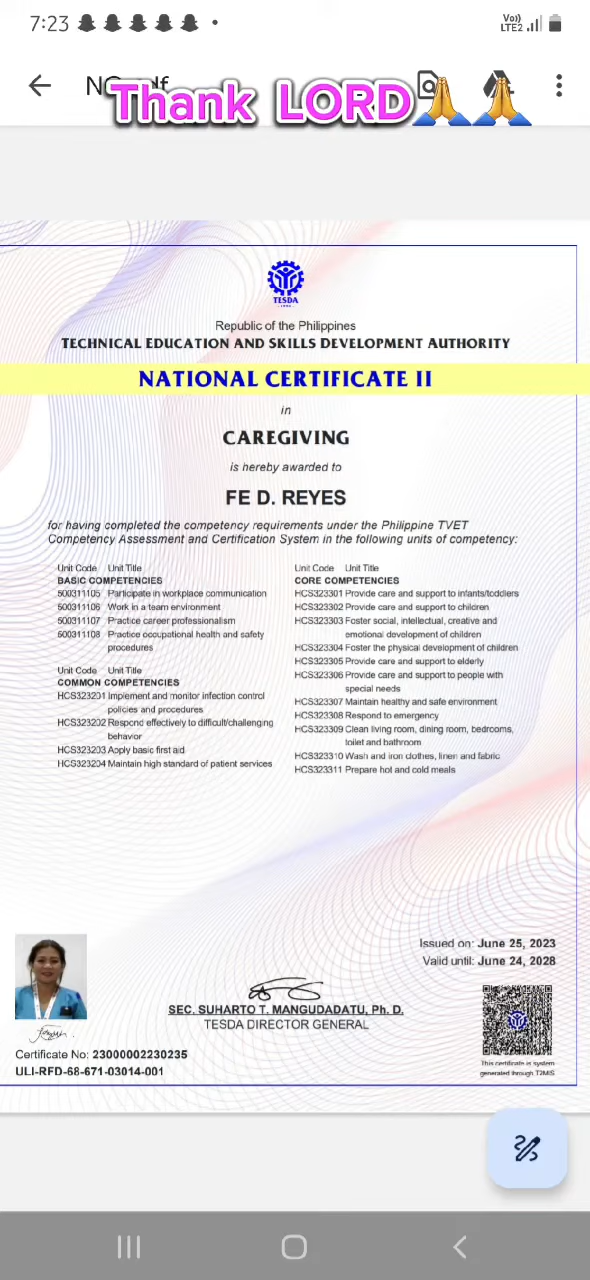 7:23
Vo))
LTE2
Thank LORD🙏🙏
TESDA
Republic of the Philippines
TECHNICAL EDUCATION AND SKILLS DEVELOPMENT AUTHORITY
NATIONAL CERTIFICATE II
in
CAREGIVING
is hereby awarded to
FE D. REYES
for having completed the competency requirements under the Philippine TVET
Competency Assessment and Certification System in the following units of competency:
Unit Code Unit Title
BASIC COMPETENCIES
500311105 Participate in workplace communication
500311106 Work in a team environment
500311107 Practice career professionalism
500311108 Practice occupational health and safety
procedures
Unit Code Unit Title
COMMON COMPETENCIES
HCS323201 Implement and monitor infection control
policies and procedures
HCS323202 Respond effectively to difficult/challenging
behavior
HCS323203 Apply basic first aid
HCS323204 Maintain high standard of patient services
Unit Code Unit Title
CORE COMPETENCIES
HCS323301 Provide care and support to infants/toddlers
HCS323302 Provide care and support to children
HCS323303 Foster social, intellectual, creative and
emotional development of children
HCS323304 Foster the physical development of children
HCS323305 Provide care and support to elderly
HCS323306 Provide care and support to people with
special needs
HCS323307 Maintain healthy and safe environment
HCS323308 Respond to emergency
HCS323309 Clean living room, dining room, bedrooms,
toilet and bathroom
HCS323310 Wash and iron clothes, linen and fabric
HCS323311 Prepare hot and cold meals
Issued on: June 25, 2023
Valid until: June 24, 2028
SEC. SUHARTO T. MANGUDADATU, Ph. D.
TESDA DIRECTOR GENERAL
Certificate No: 23000002230235
ULI-RFD-68-671-03014-001
This certificate is system
generated through T2MIS